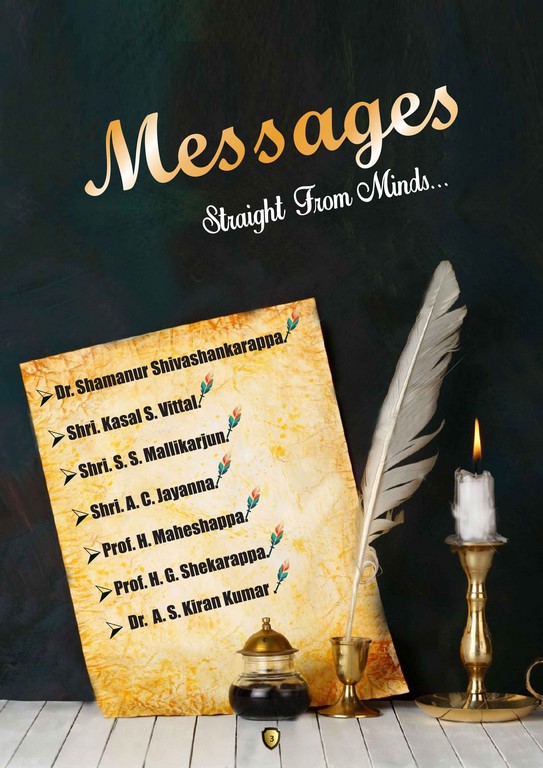 Messages
Straight From Minds...
Dr. Shamanur Shivashankarappa
Shri. Kasal S. Vittal
Shri. S. S. Mallikarjun
Shri. A. C. Jayanna
Prof. H. Maheshappa
Prof. H. G. Shekarappa
Dr. A. S. Kiran Kumar
3